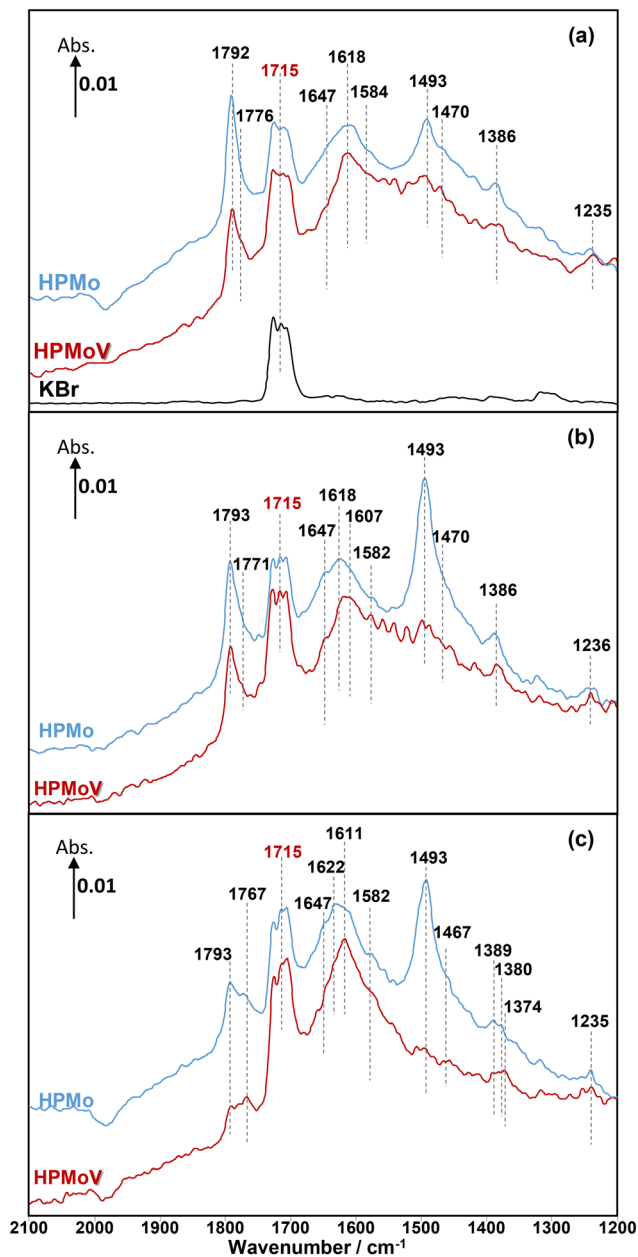 (a)
Abs.
0.01
1792
1715
1618
1493
1776
1647
1584
1470
1386
1235
HPMo
HPMoV
KBr
(b)
Abs.
0.01
1493
1793
1715
1618
1607
1771
1647
1582
1470
1386
1236
HPMo
HPMoV
(c)
Abs.
0.01
1611
1715
1622
1493
1767
1647
1582
1793
1467
1389
1380
1374
1235
HPMo
HPMoV
2100 2000 1900 1800 1700 1600 1500 1400 1300 1200
Wavenumber / cm⁻¹